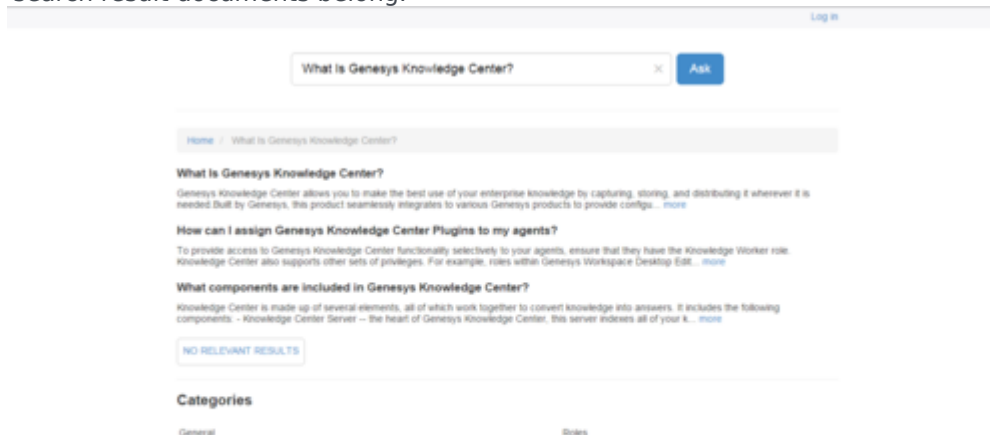 search result documents belong.
Log in
What Is Genesys Knowledge Center? × Ask
Home / What Is Genesys Knowledge Center?
What Is Genesys Knowledge Center?
Genesys Knowledge Center allows you to make the best use of your enterprise knowledge by capturing, storing, and distributing it wherever it is
needed.Built by Genesys, this product seamlessly integrates to various Genesys products to provide configu... more
How can I assign Genesys Knowledge Center Plugins to my agents?
To provide access to Genesys Knowledge Center functionality selectively to your agents, ensure that they have the Knowledge Worker role.
Knowledge Center also supports other sets of privileges. For example, roles within Genesys Workspace Desktop Edit... more
What components are included in Genesys Knowledge Center?
Knowledge Center is made up of several elements, all of which work together to convert knowledge into answers. It includes the following
components: - Knowledge Center Server -- the heart of Genesys Knowledge Center, this server indexes all of your k... more
NO RELEVANT RESULTS
Categories
General Roles